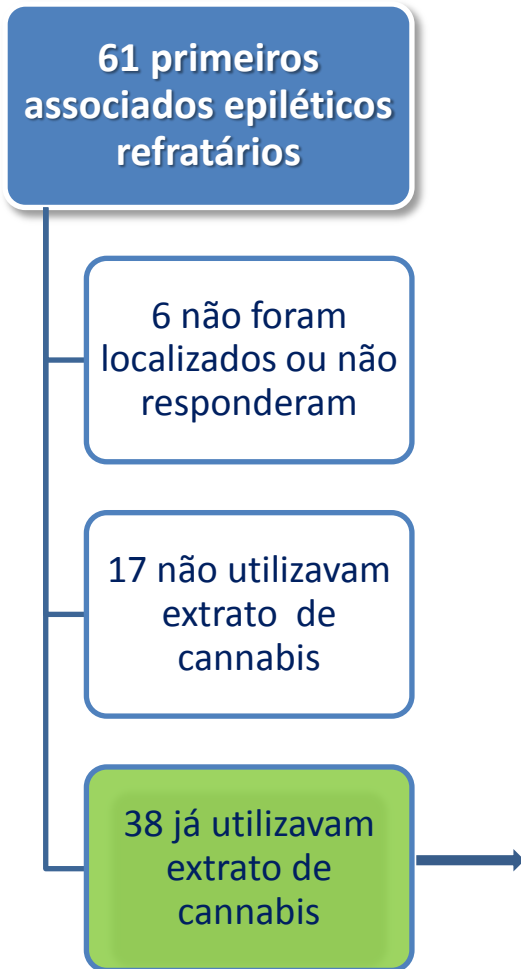 61 primeiros
associados epiléticos
refratários
6 não foram
localizados ou não
responderam
17 não utilizavam
extrato de
cannabis
38 já utilizavam
extrato de
cannabis